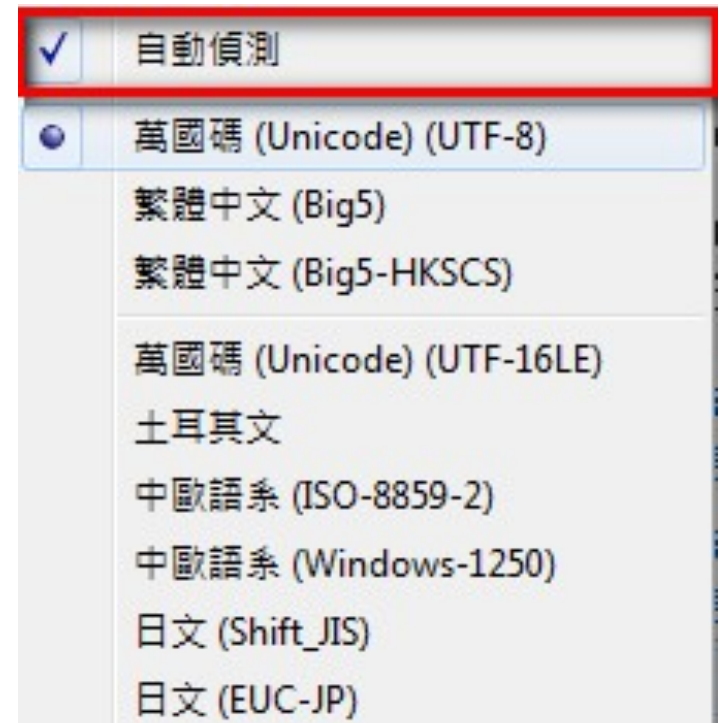 自動偵測
萬國碼 (Unicode) (UTF-8)
繁體中文 (Big5)
繁體中文 (Big5-HKSCS)
萬國碼 (Unicode) (UTF-16LE)
土耳其文
中歐語系 (ISO-8859-2)
中歐語系 (Windows-1250)
日文 (Shift_JIS)
日文 (EUC-JP)